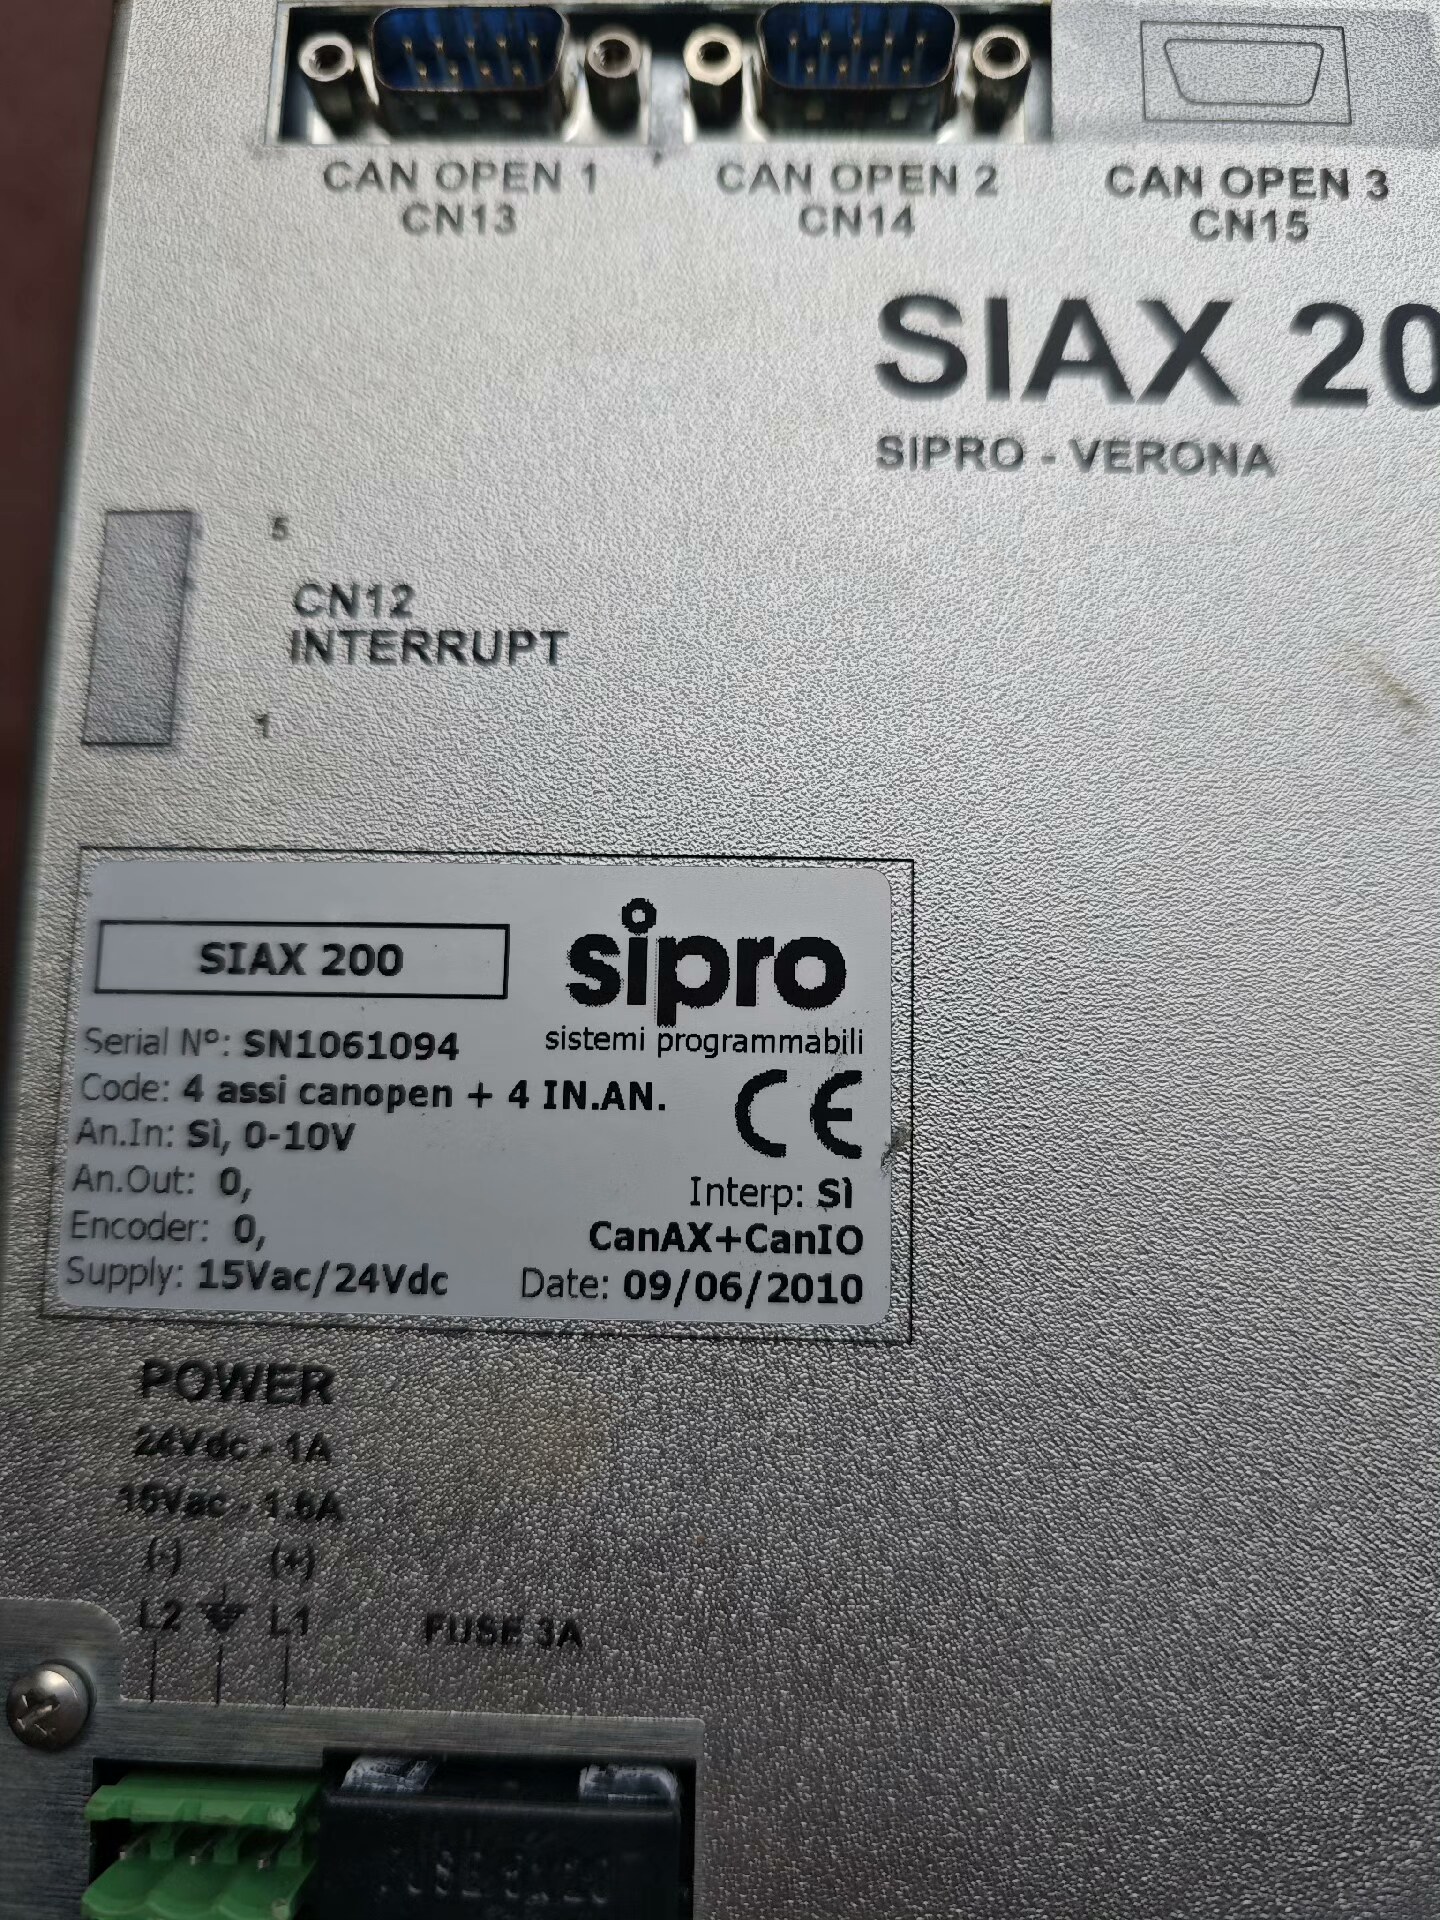 CAN OPEN 1
CN13
CAN OPEN 2
CN14
CAN OPEN 3
CN15
SIAX 20
SIPRO - VERONA
5
CN12
INTERRUPT
1
SIAX 200
sipro
sistemi programmabili
Serial N°: SN1061094
Code: 4 assi canopen + 4 IN.AN.
CE
An.In: Sì, 0-10V
An.Out: 0,
Interp: Sì
Encoder: 0,
CanAX+CanIO
Supply: 15Vac/24Vdc
Date: 09/06/2010
POWER
24Vdc - 1A
15Vac - 1.6A
(-) (+)
L2 L1
FUSE 3A